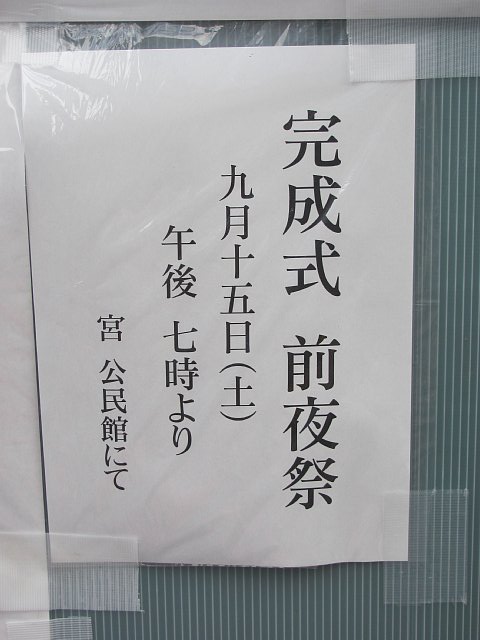 完成式 前夜祭
九月十五日(土)
午後 七時より
宮 公民館にて